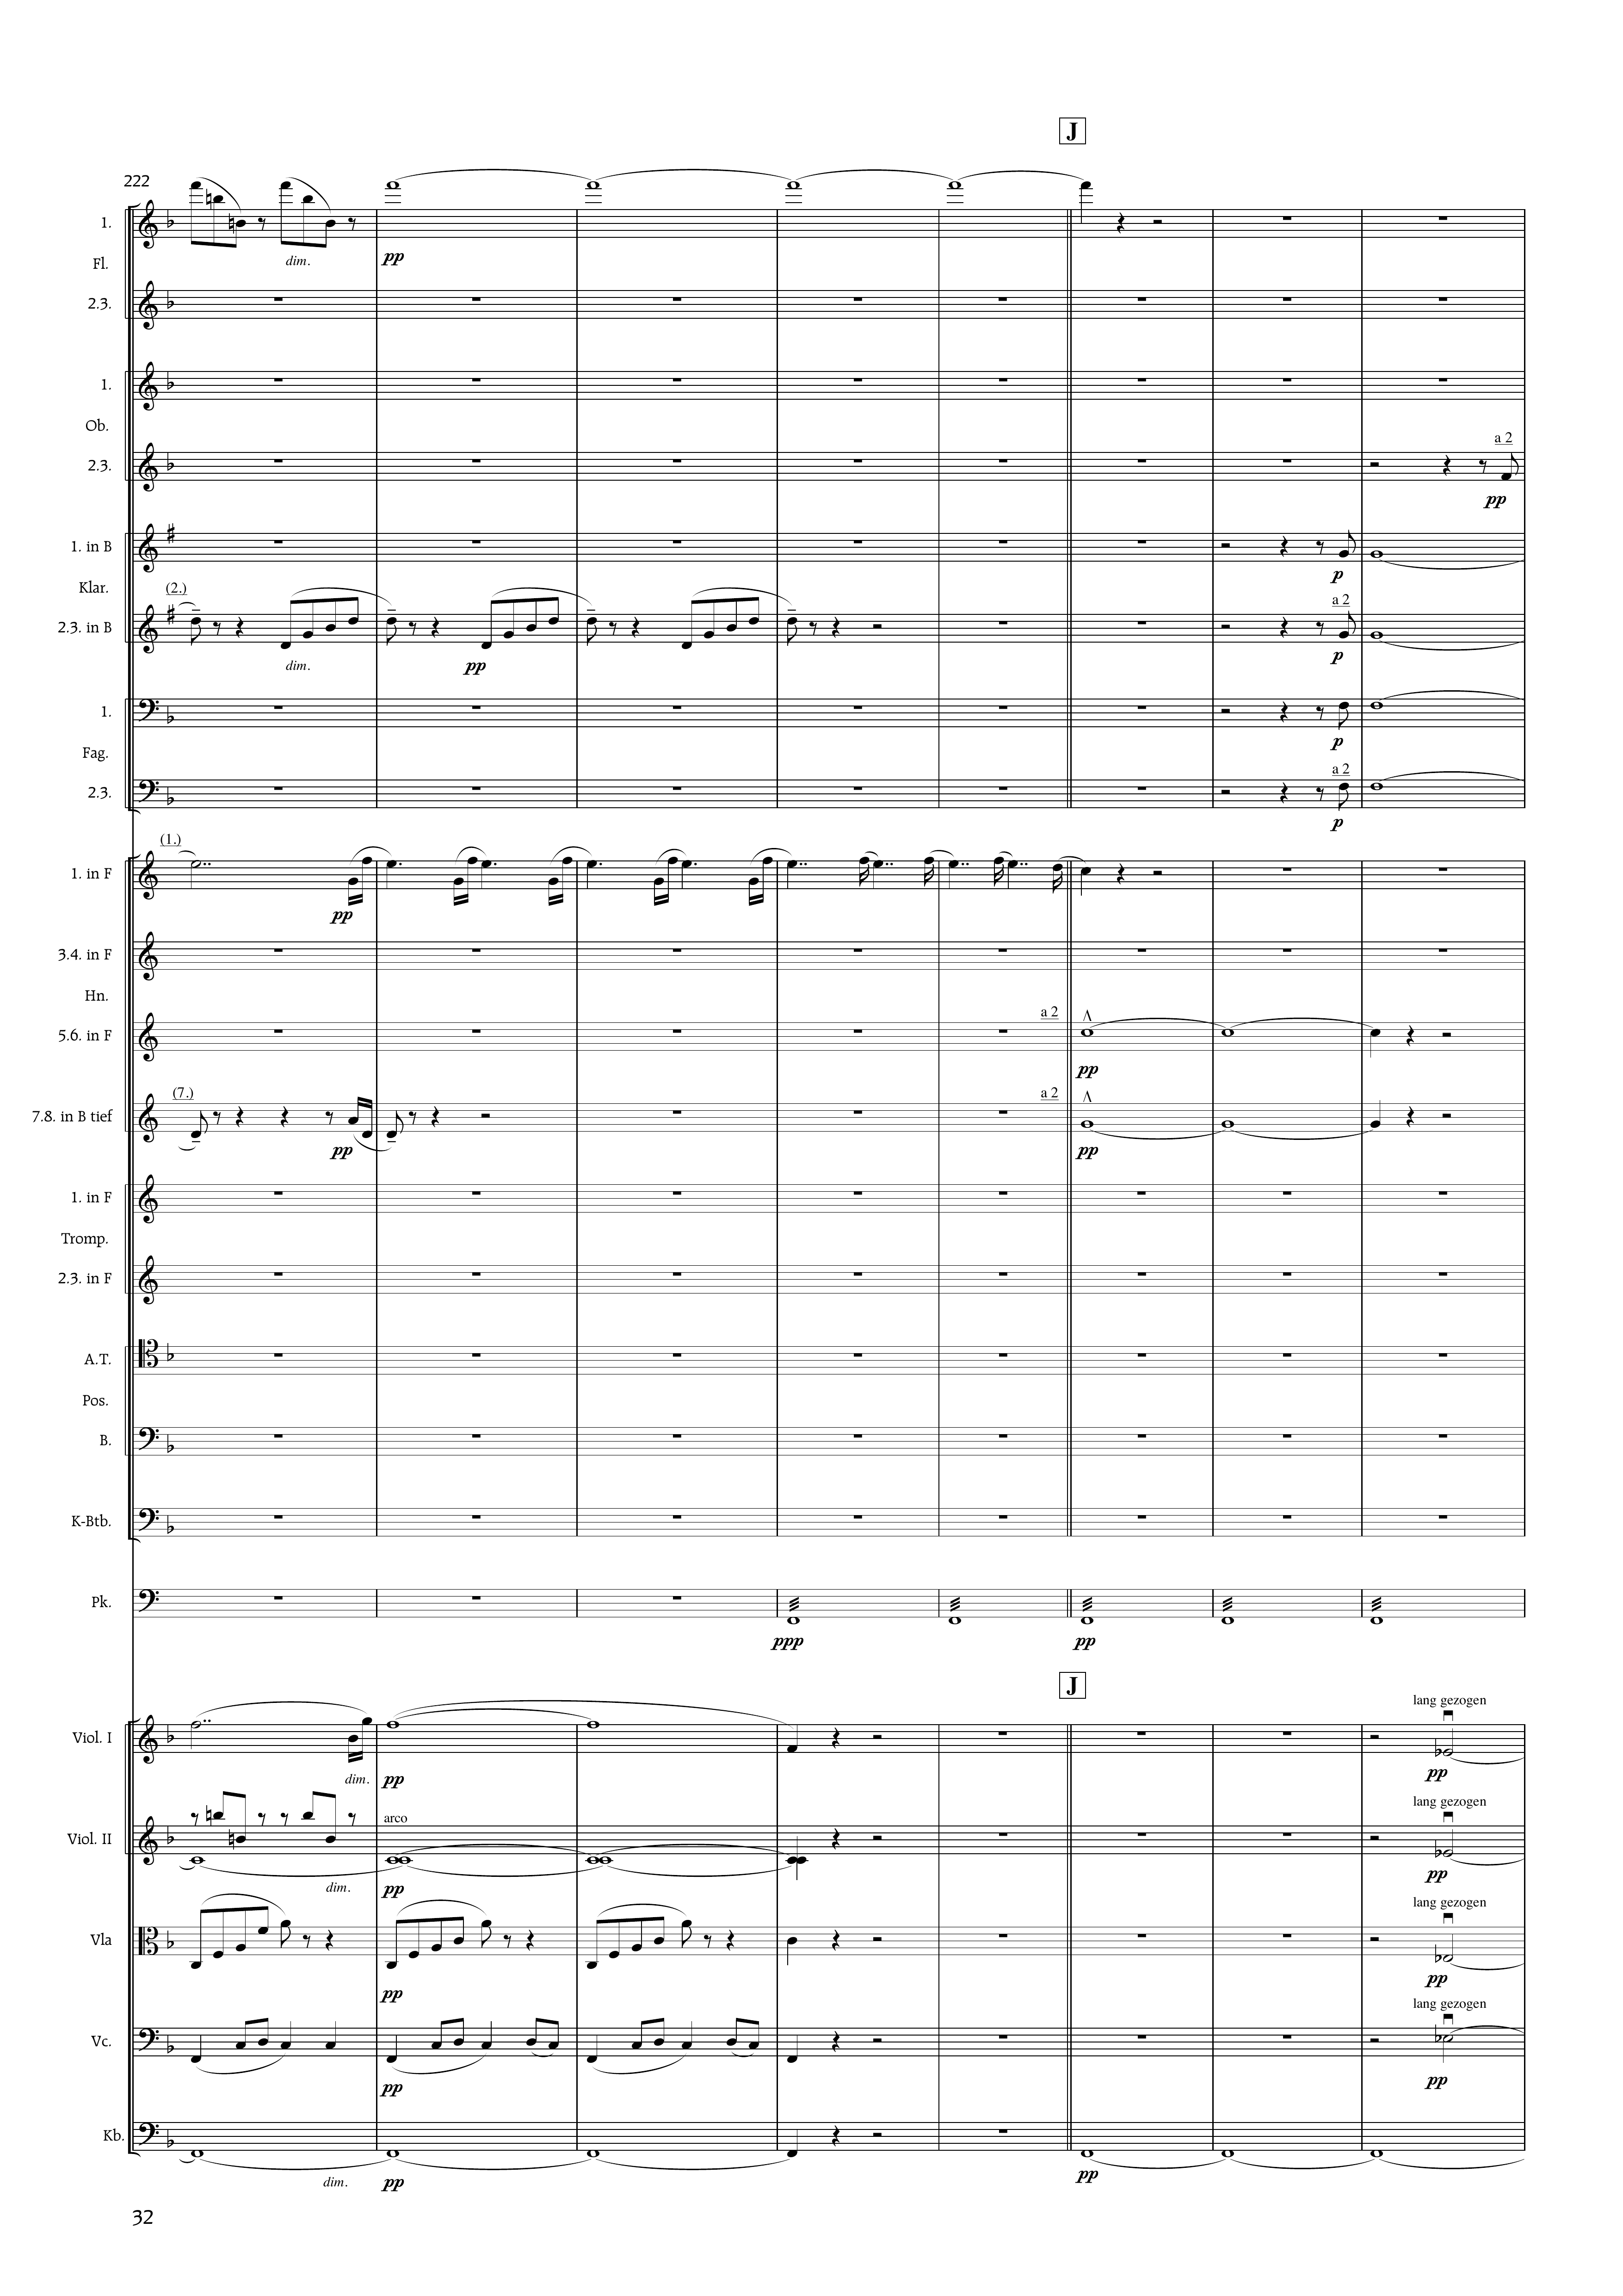 J
222
1.
Fl.
dim.
pp
2.3.
1.
Ob.
a 2
2.3.
pp
1. in B
p
Klar.
(2.)
a 2
2.3. in B
dim.
pp
p
1.
p
Fag.
a 2
2.3.
p
(1.)
1. in F
pp
3.4. in F
Hn.
a 2
5.6. in F
pp
(7.)
a 2
7.8. in B tief
pp
pp
1. in F
Tromp.
2.3. in F
A.T.
Pos.
B.
K-Btb.
Pk.
ppp
pp
J
lang gezogen
Viol. I
dim.
pp
pp
lang gezogen
arco
Viol. II
dim.
pp
pp
lang gezogen
Vla
pp
pp
lang gezogen
Vc.
pp
pp
Kb.
dim.
pp
pp
32